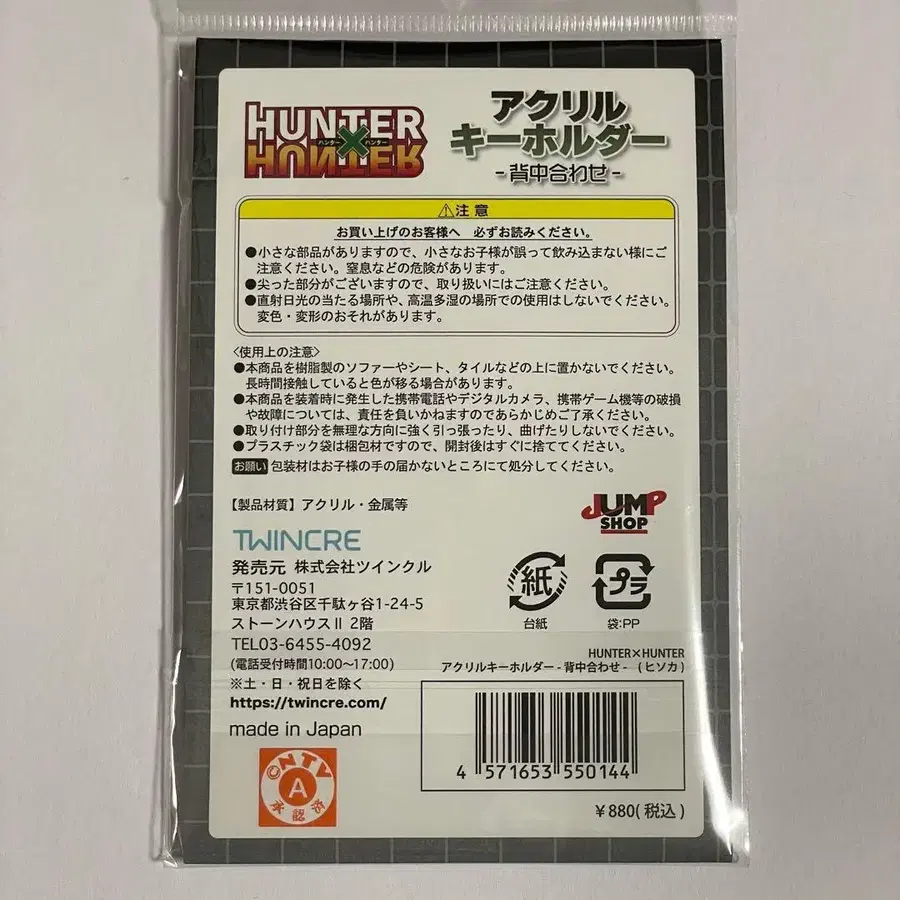 HUNTER×HUNTER
ハンター ハンター
アクリル
キーホルダー
-背中合わせ-
⚠注意
お買い上げのお客様へ 必ずお読みください。
●小さな部品がありますので、小さなお子様が誤って飲み込まない様にご
注意ください。窒息などの危険があります。
●尖った部分がございますので、取り扱いにはご注意ください。
●直射日光の当たる場所や、高温多湿の場所での使用はしないでください。
変色・変形のおそれがあります。
〈使用上の注意〉
●本商品を樹脂製のソファーやシート、タイルなどの上に置かないでください。
長時間接触していると色が移る場合があります。
●本商品を装着時に発生した携帯電話やデジタルカメラ、携帯ゲーム機等の破損
や故障については、責任を負いかねますのであらかじめご了承ください。
●取り付け部分を無理な方向に強く引っ張ったり、曲げたりしないでください。
●プラスチック袋は梱包材ですので、開封後はすぐに捨ててください。
お願い 包装材はお子様の手の届かないところにて処分してください。
【製品材質】アクリル・金属等
JUMP
SHOP
TWINCRE
発売元 株式会社ツインクル
〒151-0051
東京都渋谷区千駄ヶ谷1-24-5
ストーンハウスⅡ 2階
TEL03-6455-4092
(電話受付時間10:00〜17:00)
※土・日・祝日を除く
https://twincre.com/
made in Japan
紙
台紙
プラ
袋:PP
HUNTER×HUNTER
アクリルキーホルダー -背中合わせ- (ヒソカ)
4 571653 550144
￥880(税込)
©NTV
A
承認済